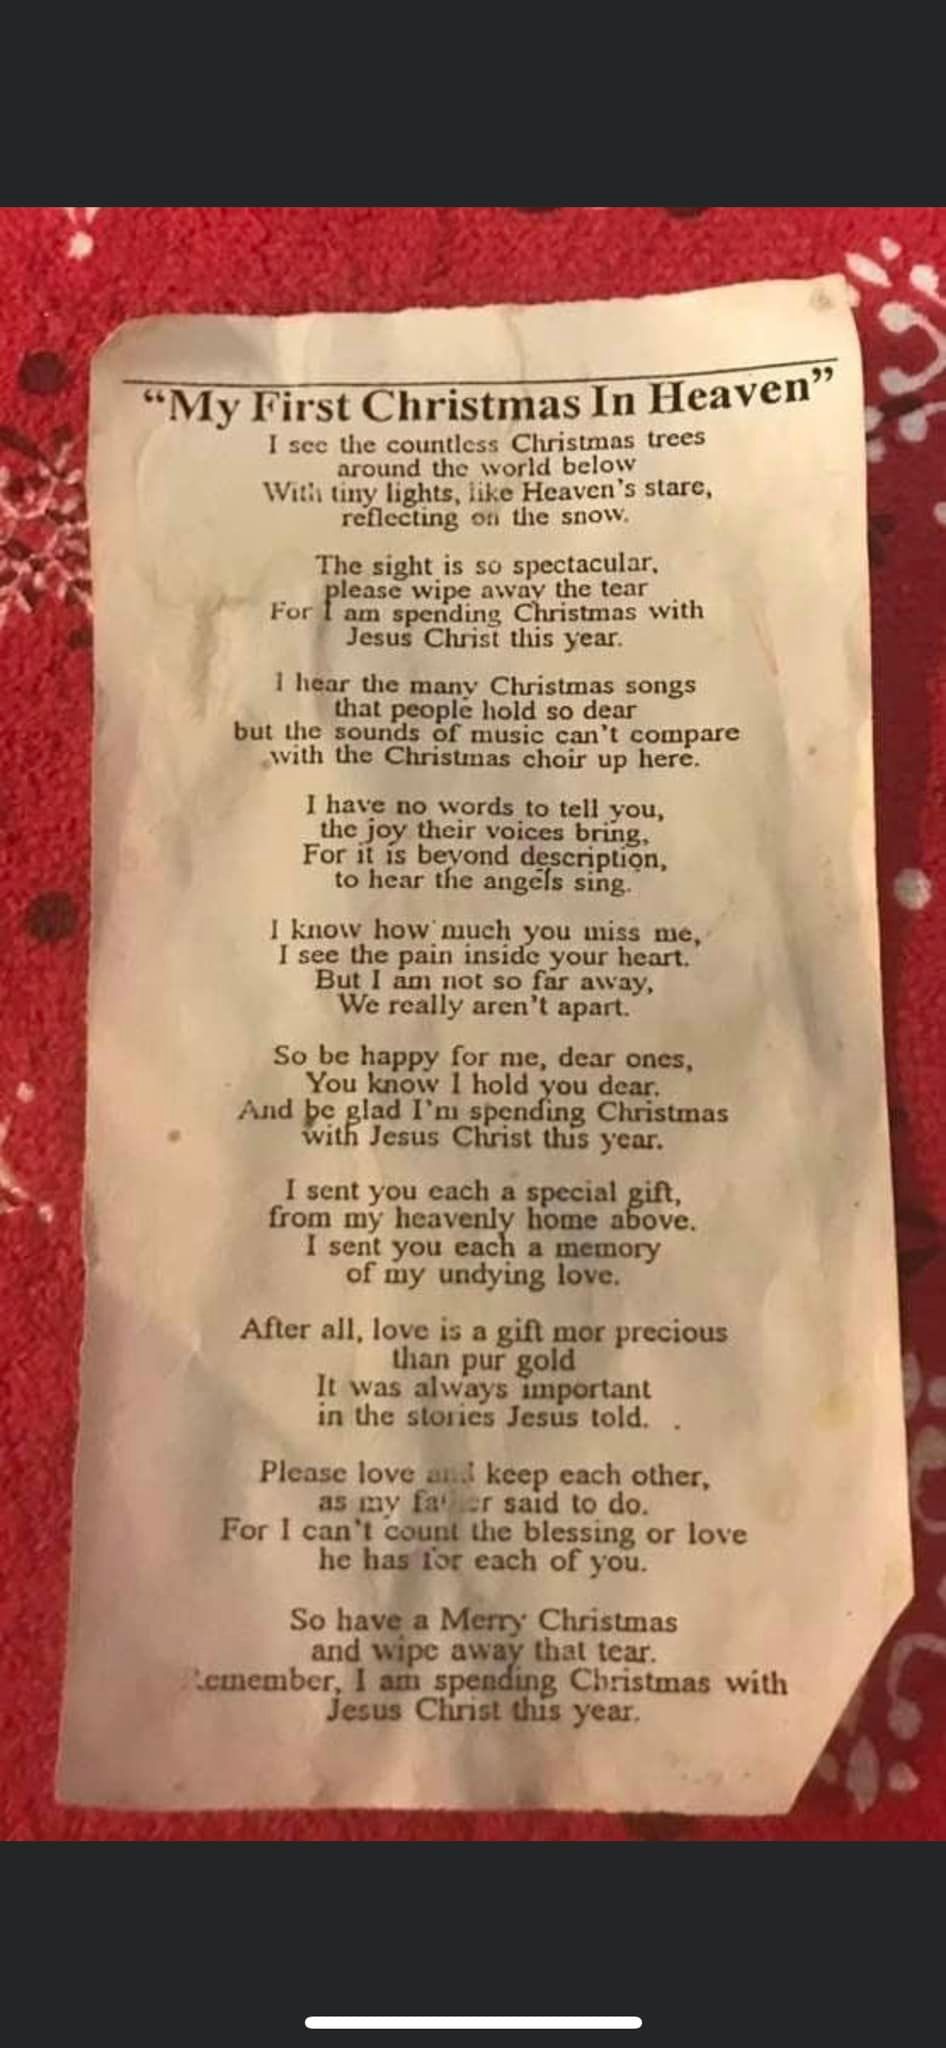 “My First Christmas In Heaven”
I see the countless Christmas trees
around the world below
With tiny lights, like Heaven's stare,
reflecting on the snow.
The sight is so spectacular,
please wipe away the tear
For I am spending Christmas with
Jesus Christ this year.
I hear the many Christmas songs
that people hold so dear
but the sounds of music can't compare
with the Christmas choir up here.
I have no words to tell you,
the joy their voices bring,
For it is beyond description,
to hear the angels sing.
I know how much you miss me,
I see the pain inside your heart.
But I am not so far away,
We really aren't apart.
So be happy for me, dear ones,
You know I hold you dear.
And be glad I'm spending Christmas
with Jesus Christ this year.
I sent you each a special gift,
from my heavenly home above.
I sent you each a memory
of my undying love.
After all, love is a gift mor precious
than pur gold
It was always important
in the stories Jesus told.
Please love and keep each other,
as my father said to do.
For I can't count the blessing or love
he has for each of you.
So have a Merry Christmas
and wipe away that tear.
Remember, I am spending Christmas with
Jesus Christ this year.